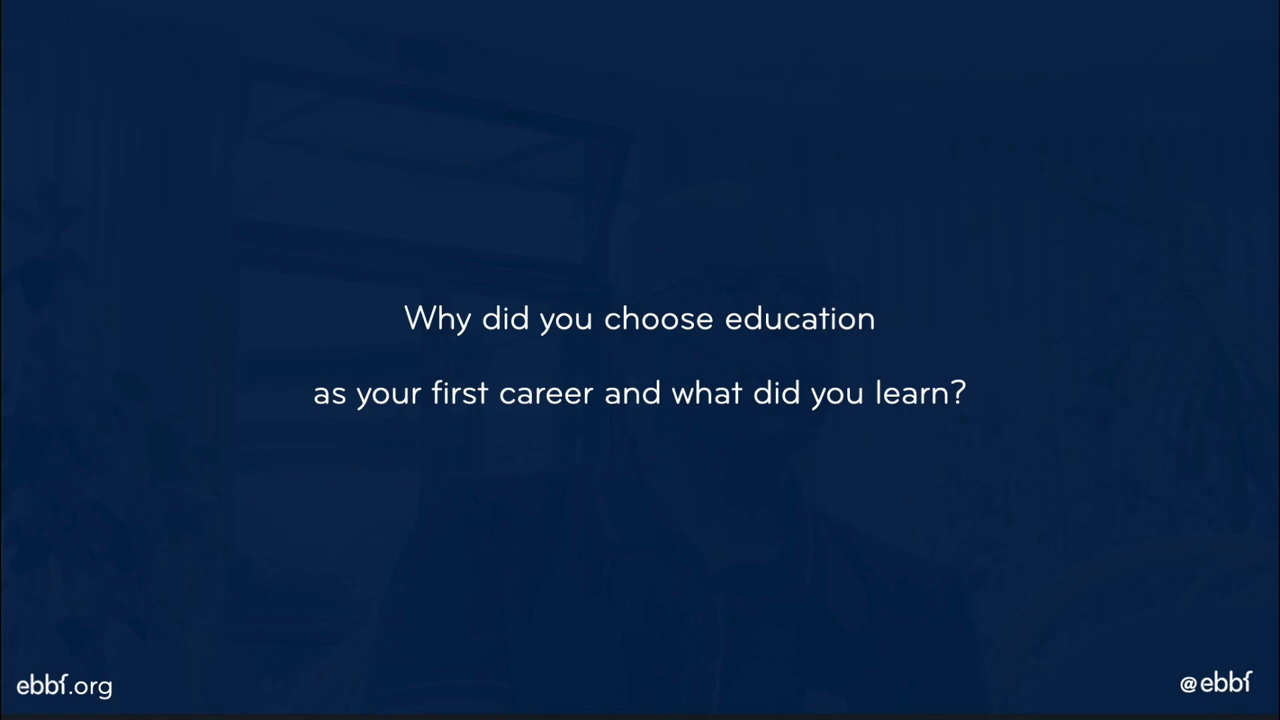 Why did you choose education
as your first career and what did you learn?
ebbf.org
@ebbf